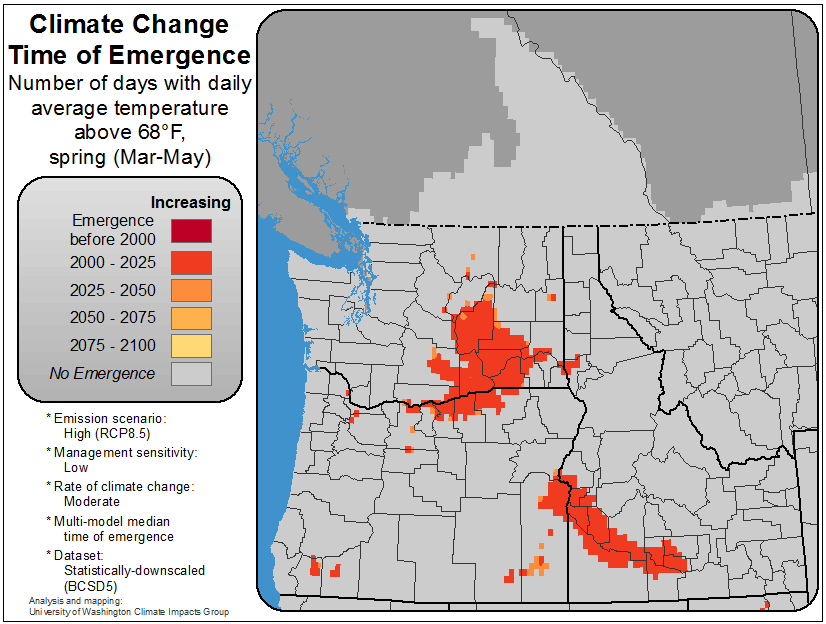 Climate Change
Time of Emergence
Number of days with daily
average temperature
above 68°F,
spring (Mar-May)
Increasing
Emergence
before 2000
2000 - 2025
2025 - 2050
2050 - 2075
2075 - 2100
No Emergence
* Emission scenario:
High (RCP8.5)
* Management sensitivity:
Low
* Rate of climate change:
Moderate
* Multi-model median
time of emergence
* Dataset:
Statistically-downscaled
(BCSD5)
Analysis and mapping:
University of Washington Climate Impacts Group